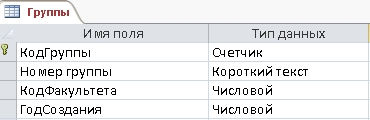 Группы
Имя поля Тип данных
КодГруппы Счетчик
Номер группы Короткий текст
КодФакультета Числовой
ГодСоздания Числовой